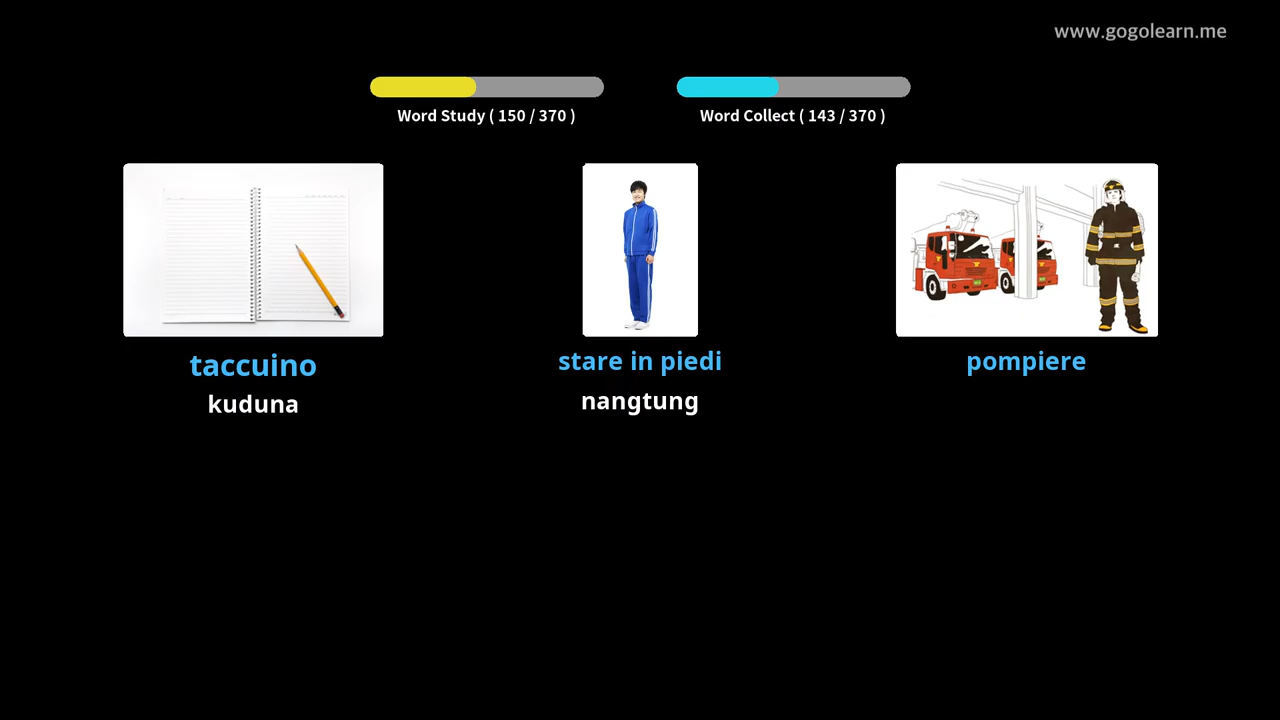 www.gogolearn.me
Word Study ( 150 / 370 )
Word Collect ( 143 / 370 )
taccuino
kuduna
stare in piedi
nangtung
pompiere